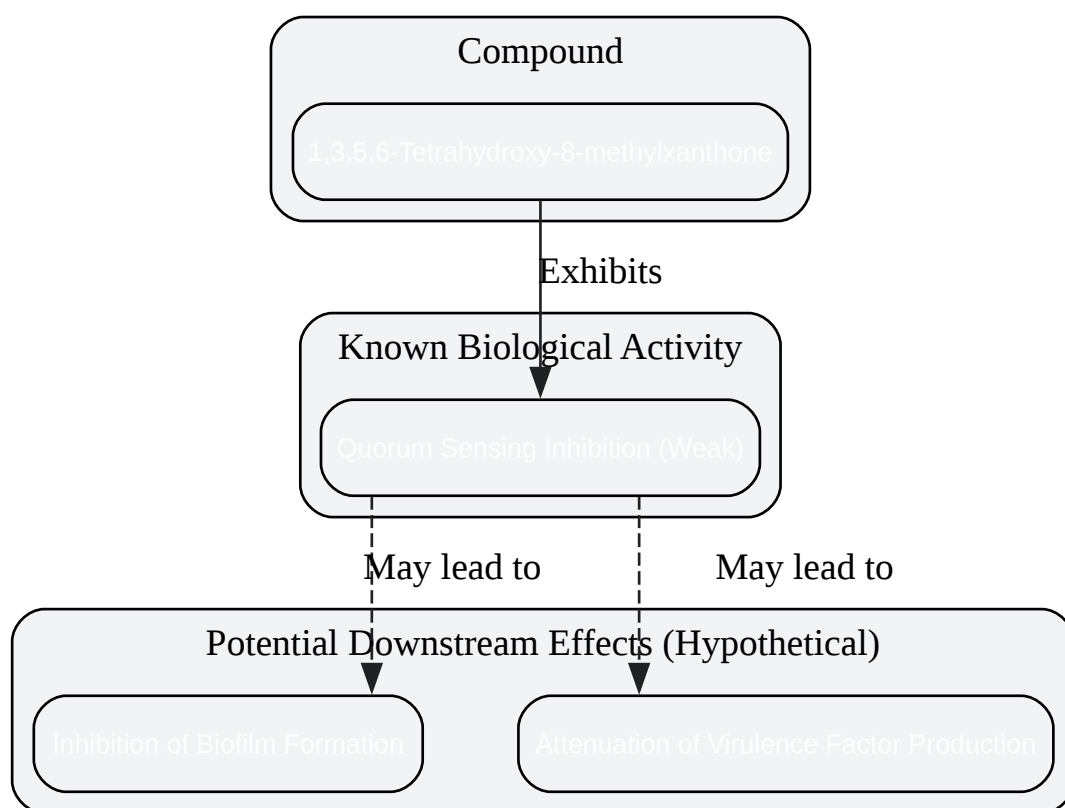 Compound
1,3,5,6-Tetrahydroxy-8-methylxanthone
Exhibits
Known Biological Activity
Quorum Sensing Inhibition (Weak)
May lead to
May lead to
Potential Downstream Effects (Hypothetical)
Inhibition of Biofilm Formation
Attenuation of Virulence Factor Production